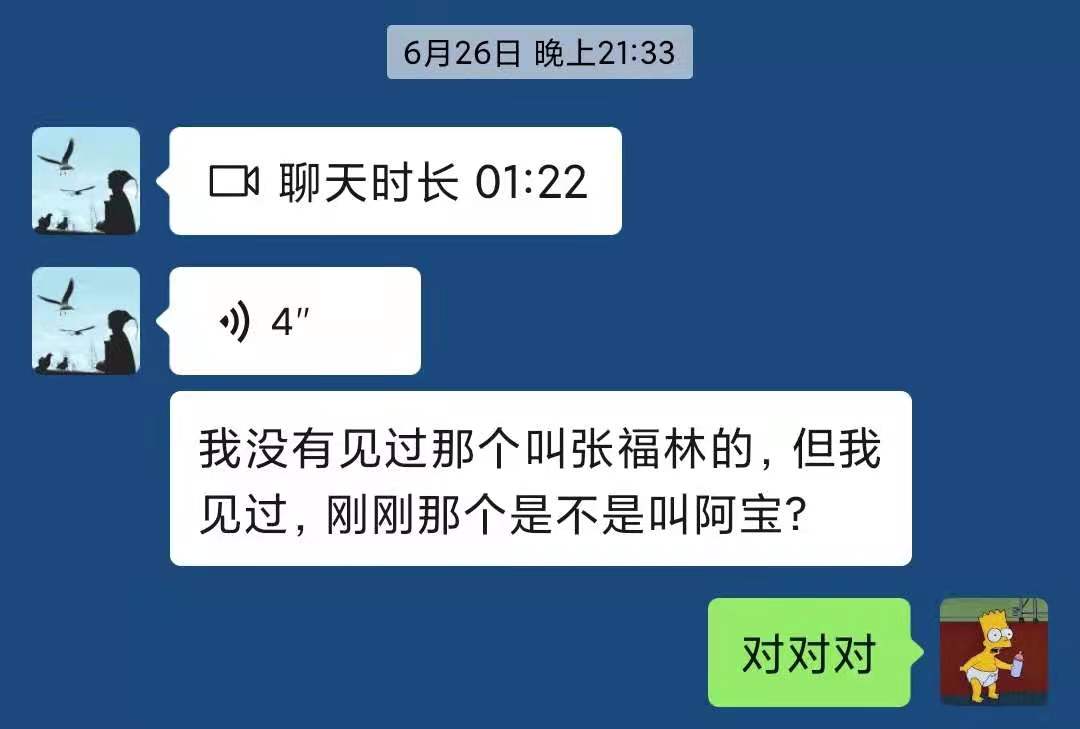 6月26日 晚上21:33
聊天时长 01:22
4″
我没有见过那个叫张福林的，但我
见过，刚刚那个是不是叫阿宝？
对对对